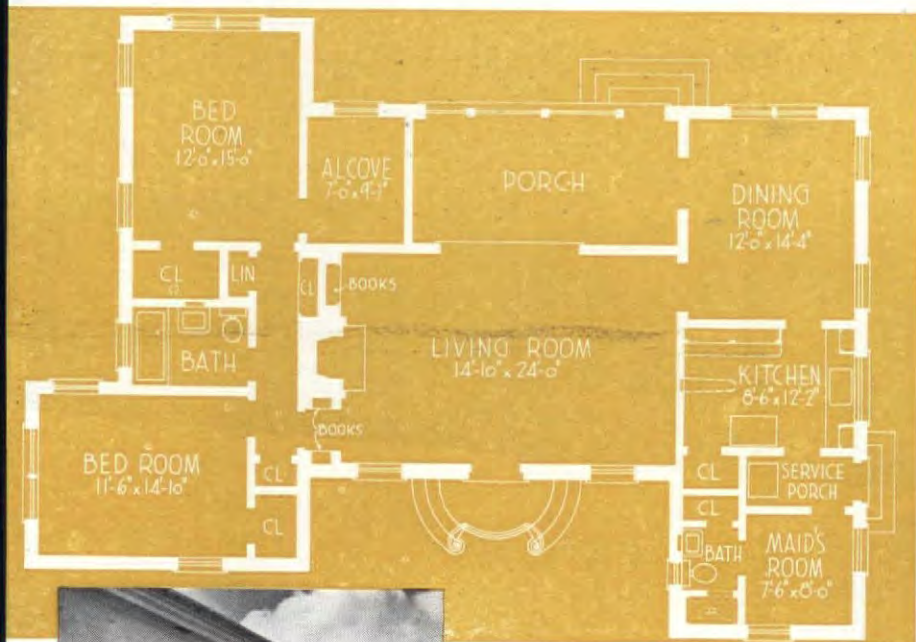 BED
ROOM
12'-0" x 15'-0"
ALCOVE
7'-0" x 9'-1"
PORCH
DINING
ROOM
12'-0" x 14'-4"
CL
LIN
CL
BOOKS
BATH
LIVING ROOM
14'-10" x 24'-0"
KITCHEN
8'-6" x 12'-2"
BOOKS
BED ROOM
11'-6" x 14'-10"
CL
CL
CL
SERVICE
PORCH
CL
BATH
MAID'S
ROOM
7'-6" x 8'-0"